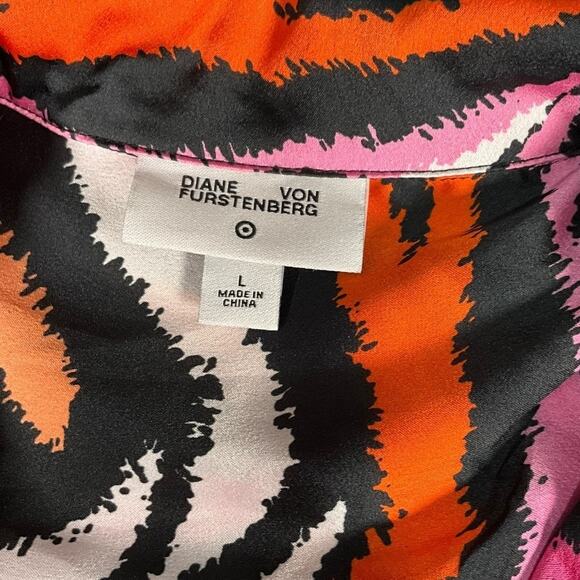 DIANE VON
FURSTENBERG
L
MADE IN
CHINA